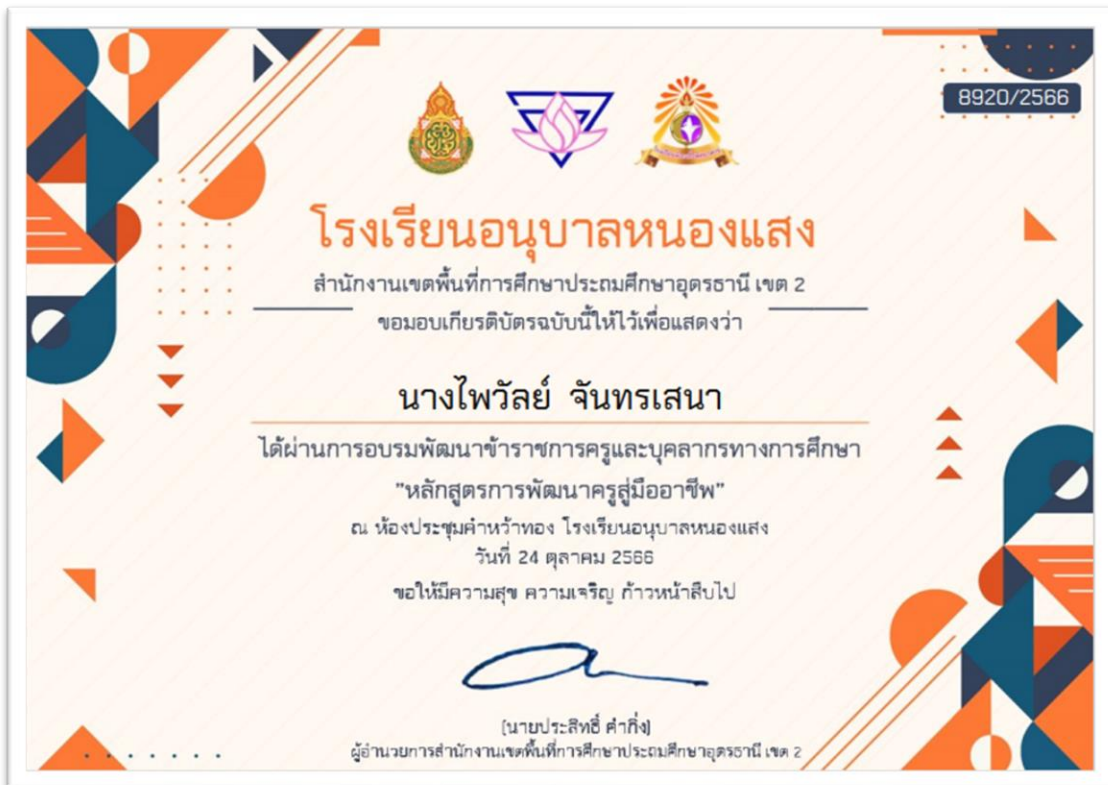 8920/2566
โรงเรียนอนุบาลหนองแสง
สำนักงานเขตพื้นที่การศึกษาประถมศึกษาอุดรธานี เขต 2
ขอมอบเกียรติบัตรฉบับนี้ให้ไว้เพื่อแสดงว่า
นางไพวัลย์ จันทรเสนา
ได้ผ่านการอบรมพัฒนาข้าราชการครูและบุคลากรทางการศึกษา
"หลักสูตรการพัฒนาครูสู่มืออาชีพ"
ณ ห้องประชุมคำหว้าทอง โรงเรียนอนุบาลหนองแสง
วันที่ 24 ตุลาคม 2566
ขอให้มีความสุข ความเจริญ ก้าวหน้าสืบไป
(นายประสิทธิ์ คำกิ่ง)
ผู้อำนวยการสำนักงานเขตพื้นที่การศึกษาประถมศึกษาอุดรธานี เขต 2